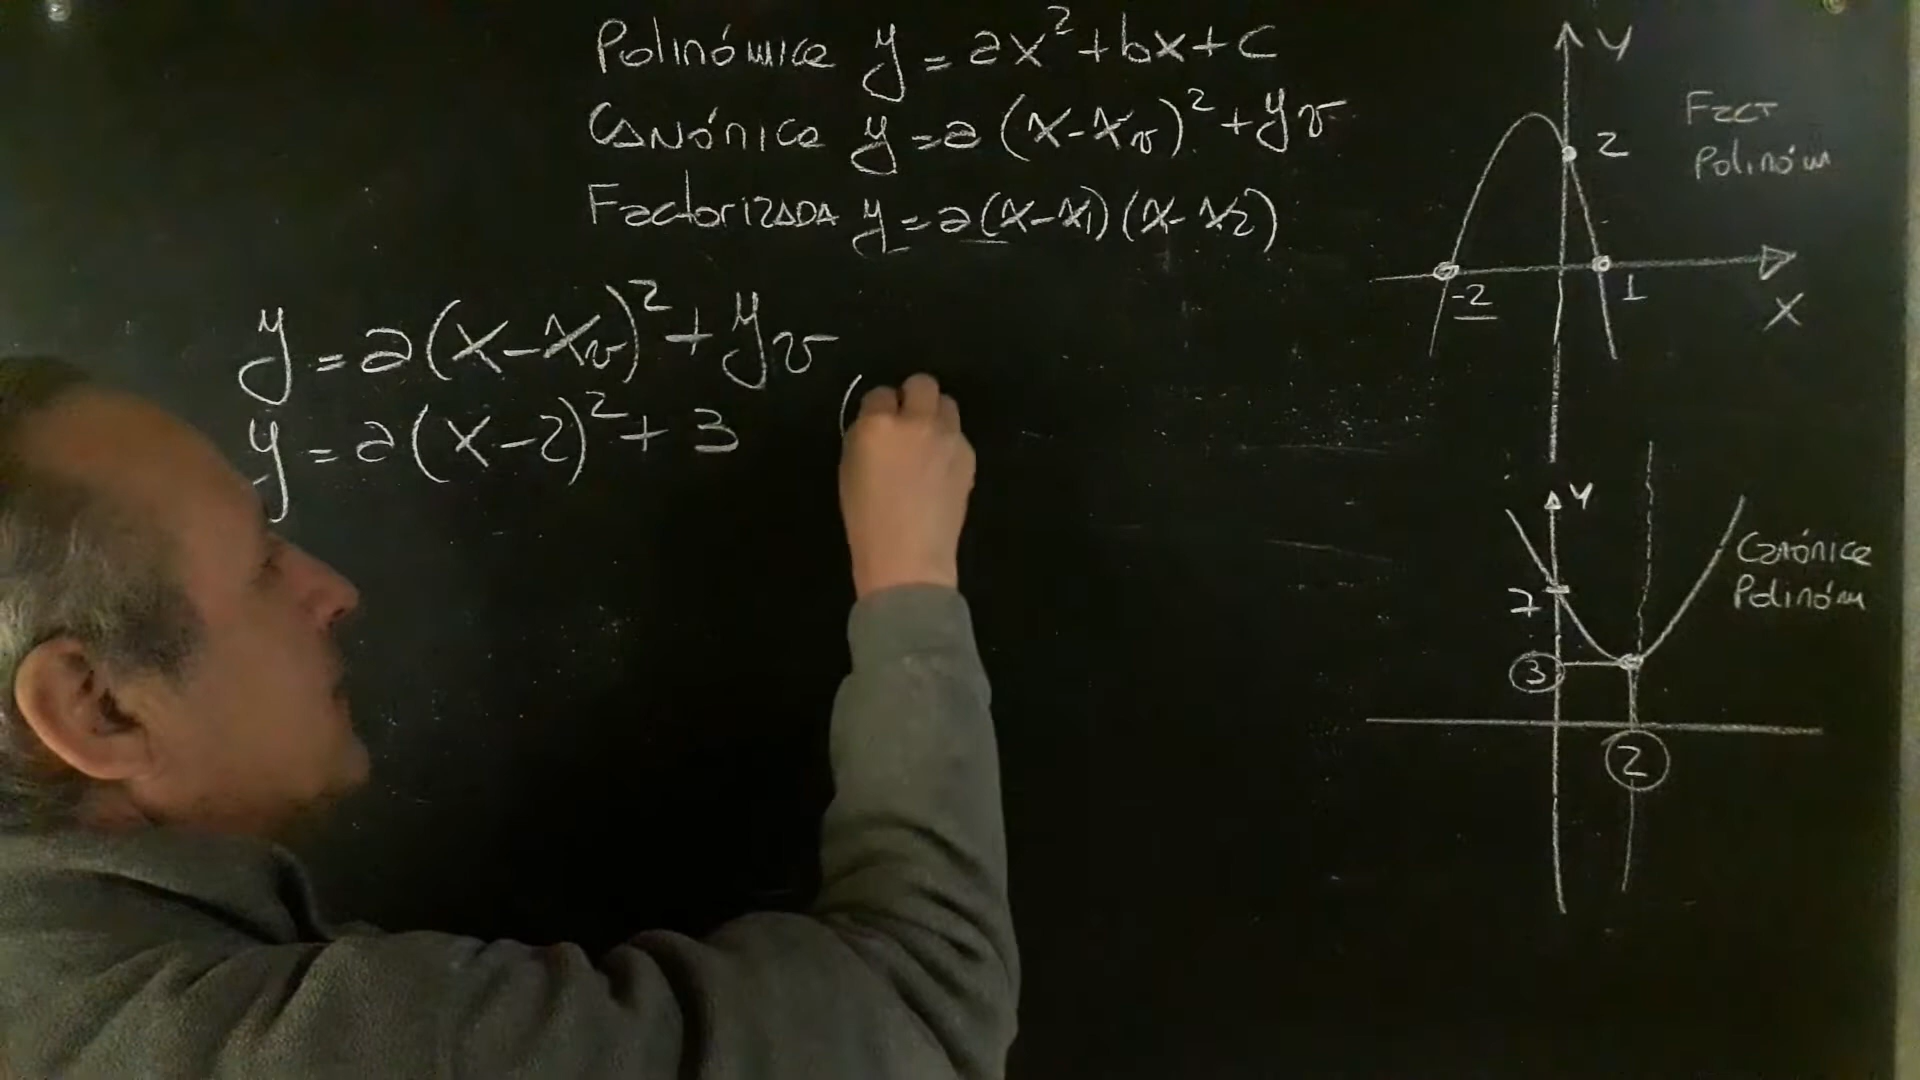 Polinómica y = ax² + bx + c
Canónica y = a(x - xv)² + yv
Factorizada y = a(x - x1)(x - x2)
y = a(x - xv)² + yv
y = a(x - 2)² + 3 (
Y
Fact
Polinóm
2
-2
1
X
Y
Canónica
Polinóm
7
3
2